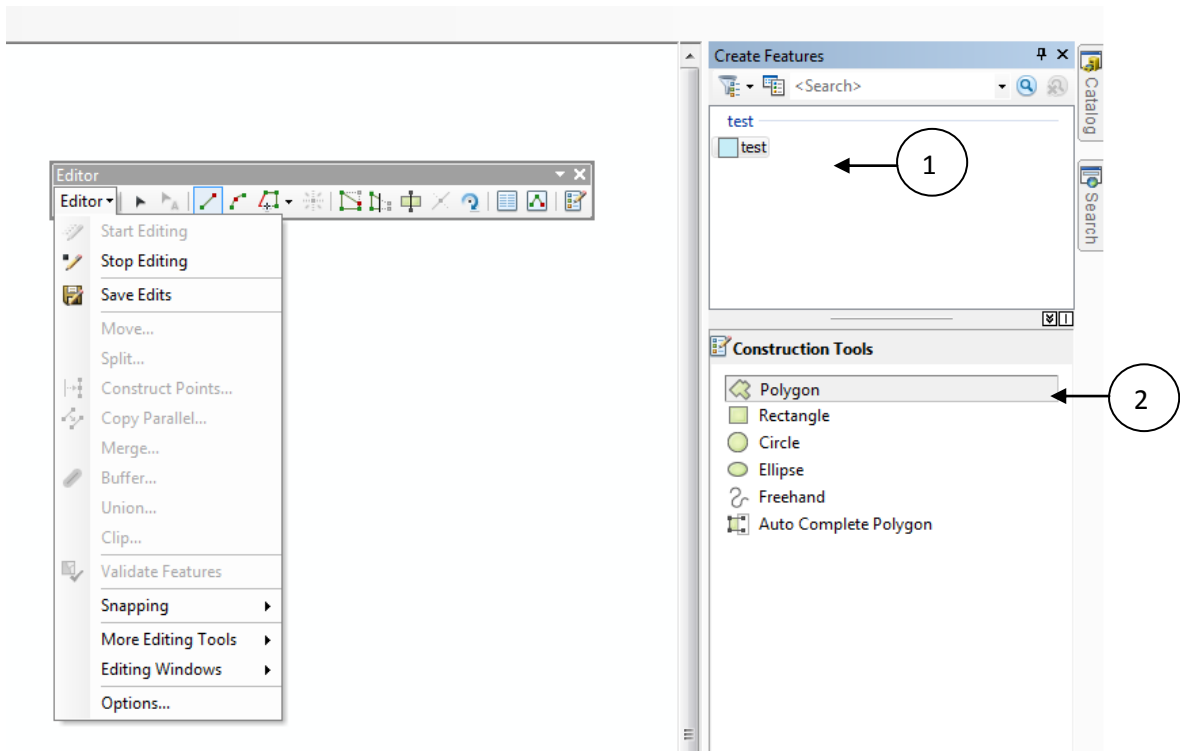 Create Features
<Search>
test
test
1
Catalog
Search
Editor
Editor
Start Editing
Stop Editing
Save Edits
Move...
Split...
Construct Points...
Copy Parallel...
Merge...
Buffer...
Union...
Clip...
Validate Features
Snapping
More Editing Tools
Editing Windows
Options...
Construction Tools
Polygon
Rectangle
Circle
Ellipse
Freehand
Auto Complete Polygon
2